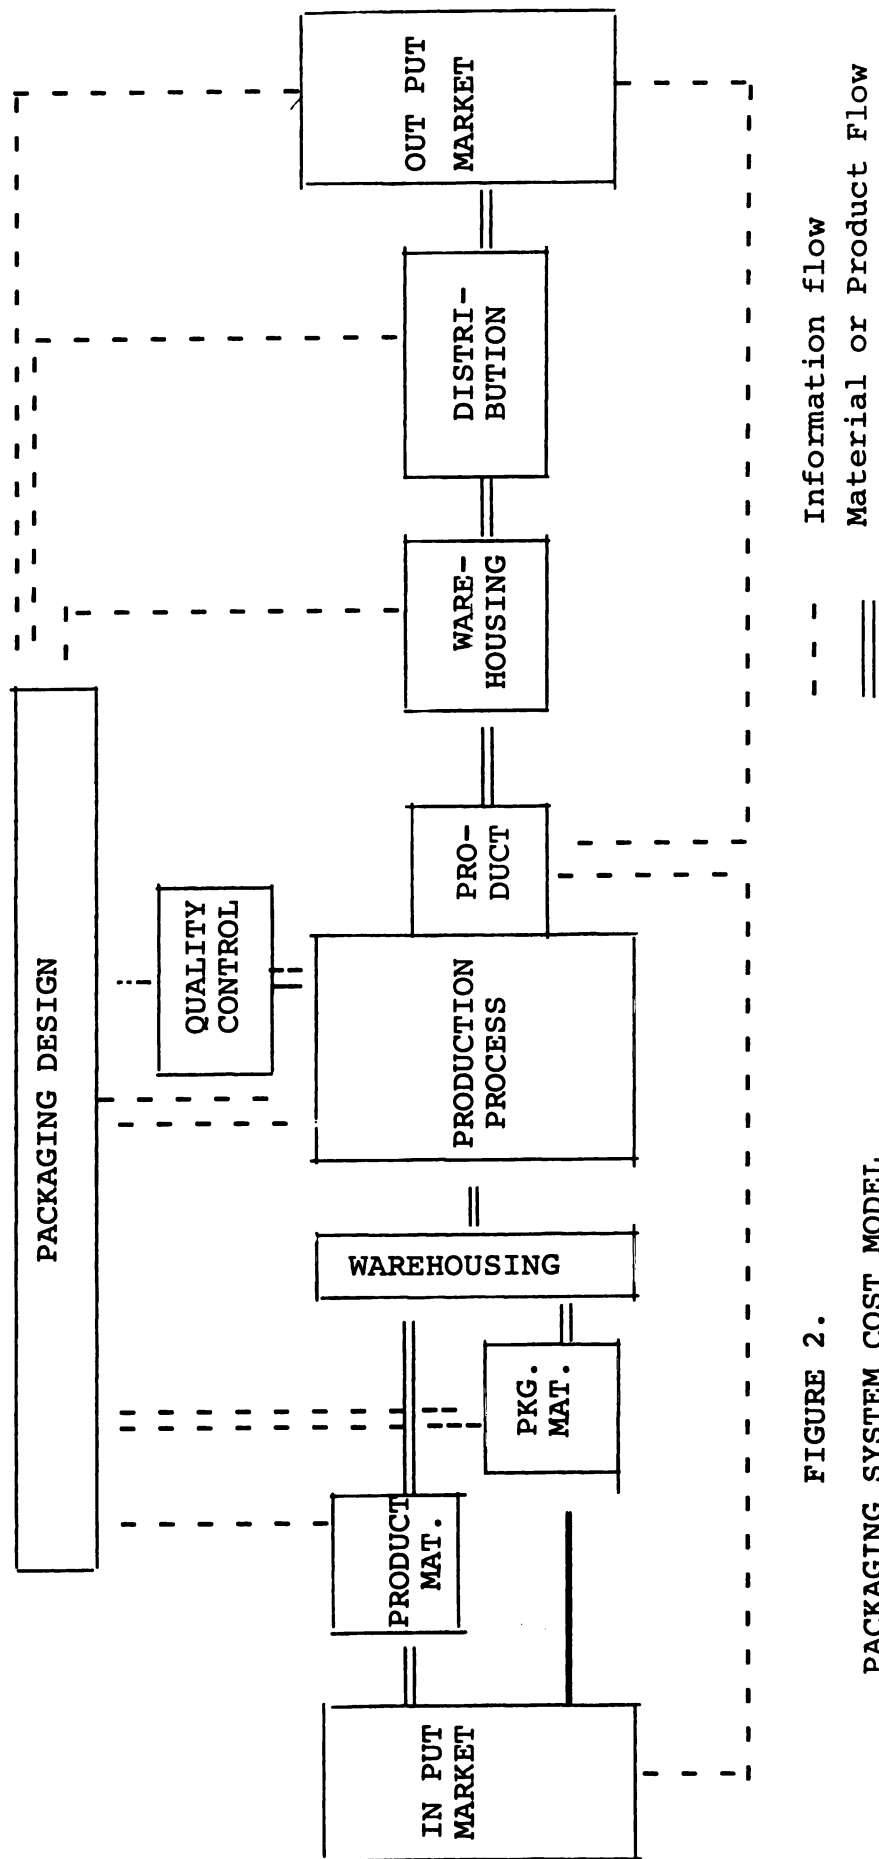 PACKAGING DESIGN
QUALITY
CONTROL
IN PUT
MARKET
PRODUCT
MAT.
PKG.
MAT.
WAREHOUSING
PRODUCTION
PROCESS
PRO-
DUCT
WARE-
HOUSING
DISTRI-
BUTION
OUT PUT
MARKET
FIGURE 2.
PACKAGING SYSTEM COST MODEL
Information flow
Material or Product Flow